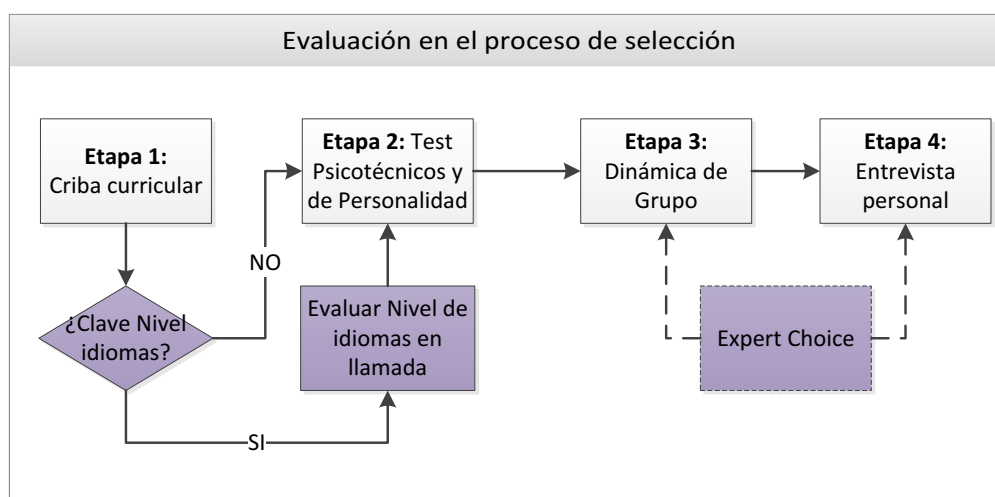 Evaluación en el proceso de selección
Etapa 1:
Criba curricular
Etapa 2: Test
Psicotécnicos y
de Personalidad
Etapa 3:
Dinámica de
Grupo
Etapa 4:
Entrevista
personal
NO
¿Clave Nivel
idiomas?
Evaluar Nivel de
idiomas en
llamada
Expert Choice
SI